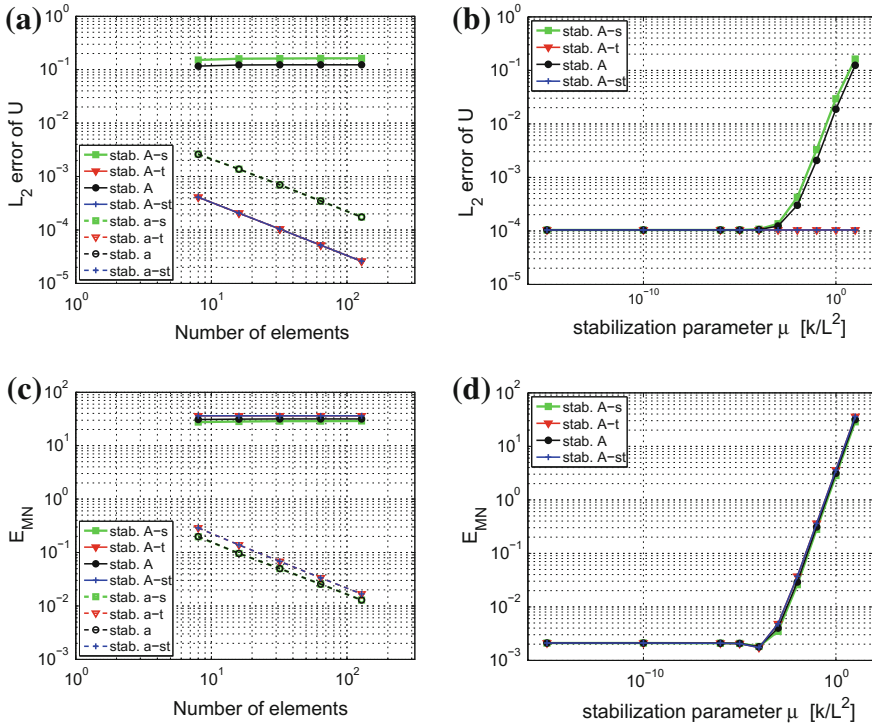 (a)
L2 error of U
10^0
10^-1
10^-2
10^-3
10^-4
10^-5
stab. A-s
stab. A-t
stab. A
stab. A-st
stab. a-s
stab. a-t
stab. a
stab. a-st
10^0
10^1
10^2
Number of elements
(b)
L2 error of U
10^0
10^-1
10^-2
10^-3
10^-4
10^-5
stab. A-s
stab. A-t
stab. A
stab. A-st
10^-10
10^0
stabilization parameter μ [k/L^2]
(c)
E_MN
10^2
10^1
10^0
10^-1
10^-2
10^-3
stab. A-s
stab. A-t
stab. A
stab. A-st
stab. a-s
stab. a-t
stab. a
stab. a-st
10^0
10^1
10^2
Number of elements
(d)
E_MN
10^2
10^1
10^0
10^-1
10^-2
10^-3
stab. A-s
stab. A-t
stab. A
stab. A-st
10^-10
10^0
stabilization parameter μ [k/L^2]